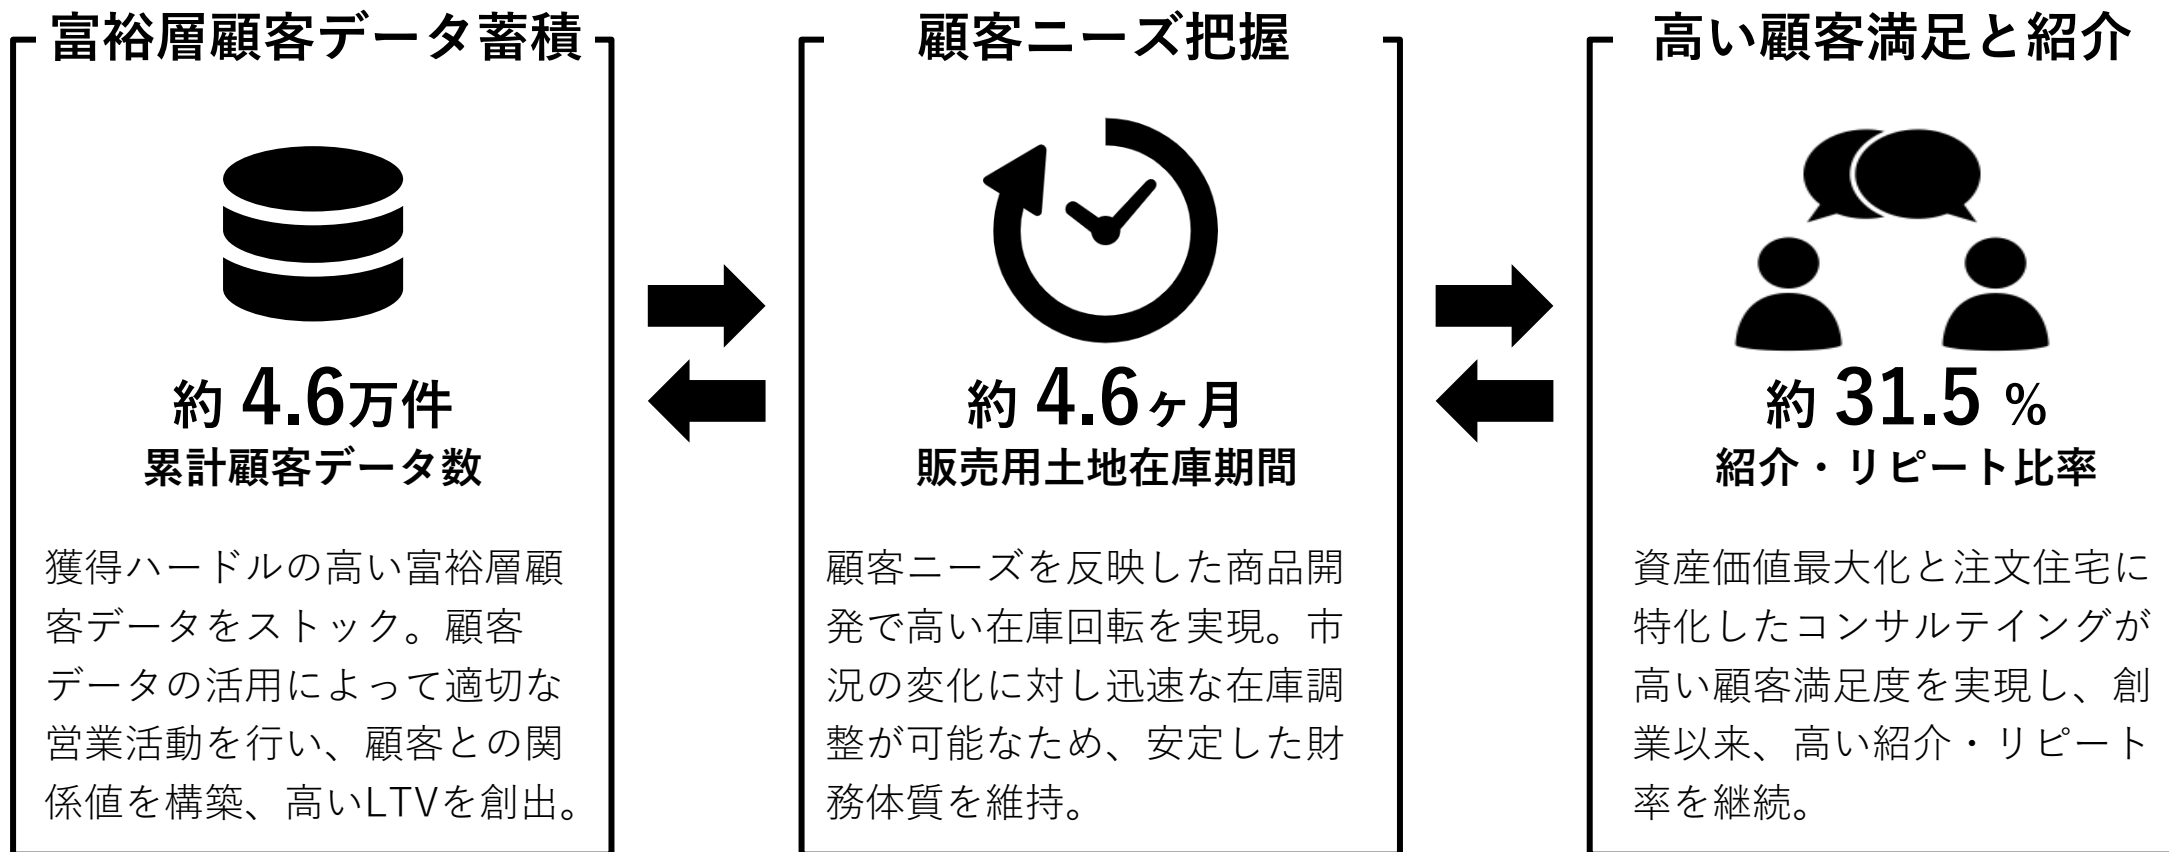 富裕層顧客データ蓄積
約 4.6万件
累計顧客データ数
獲得ハードルの高い富裕層顧
客データをストック。顧客
データの活用によって適切な
営業活動を行い、顧客との関
係値を構築、高いLTVを創出。
顧客ニーズ把握
約 4.6ヶ月
販売用土地在庫期間
顧客ニーズを反映した商品開
発で高い在庫回転を実現。市
況の変化に対し迅速な在庫調
整が可能なため、安定した財
務体質を維持。
高い顧客満足と紹介
約 31.5 %
紹介・リピート比率
資産価値最大化と注文住宅に
特化したコンサルテイングが
高い顧客満足度を実現し、創
業以来、高い紹介・リピート
率を継続。